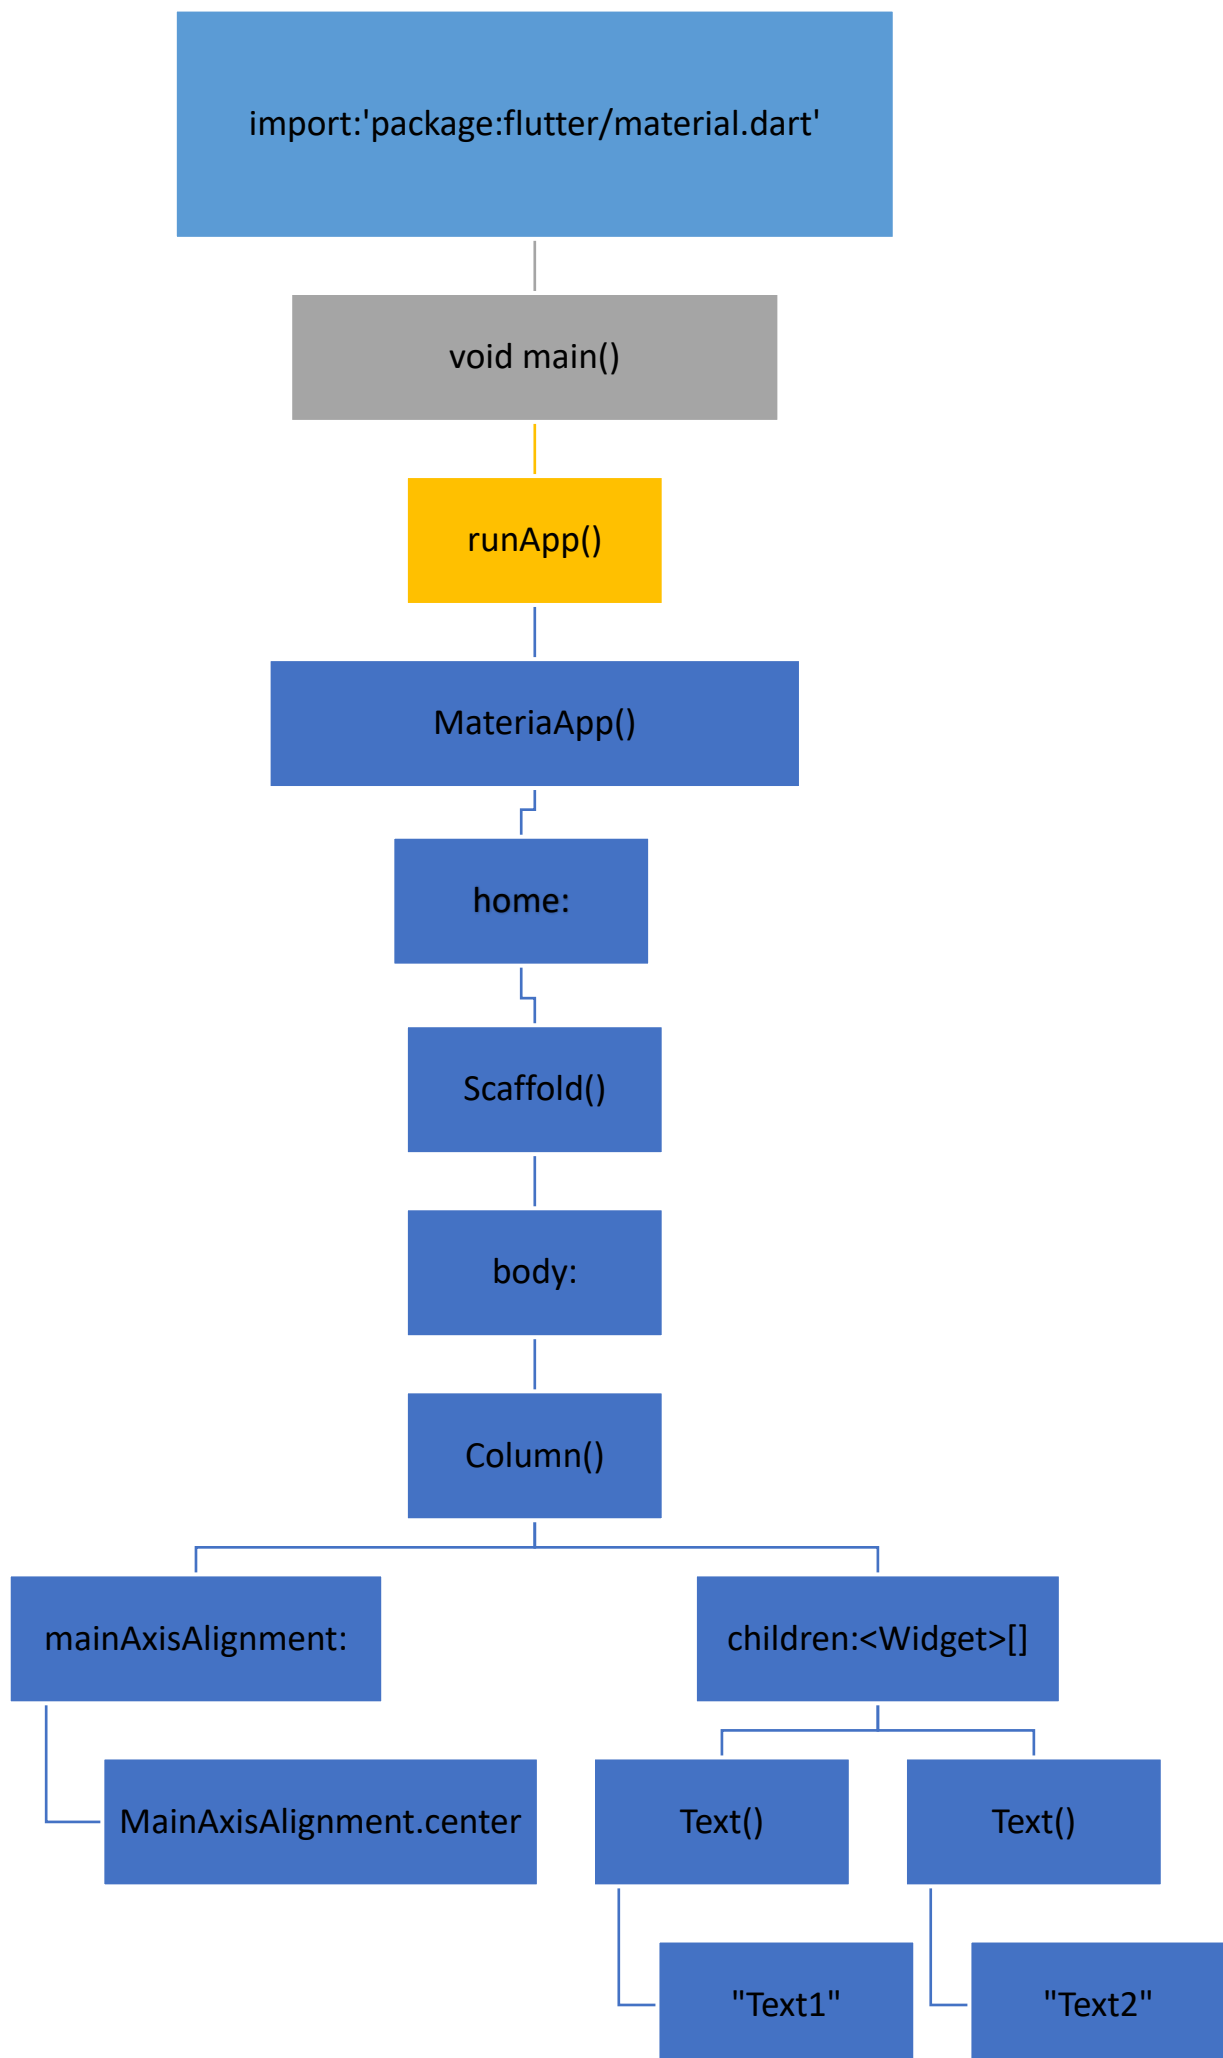 import:'package:flutter/material.dart'
void main()
runApp()
MateriaApp()
home:
Scaffold()
body:
Column()
mainAxisAlignment:
children:<Widget>[]
MainAxisAlignment.center
Text()
Text()
"Text1"
"Text2"